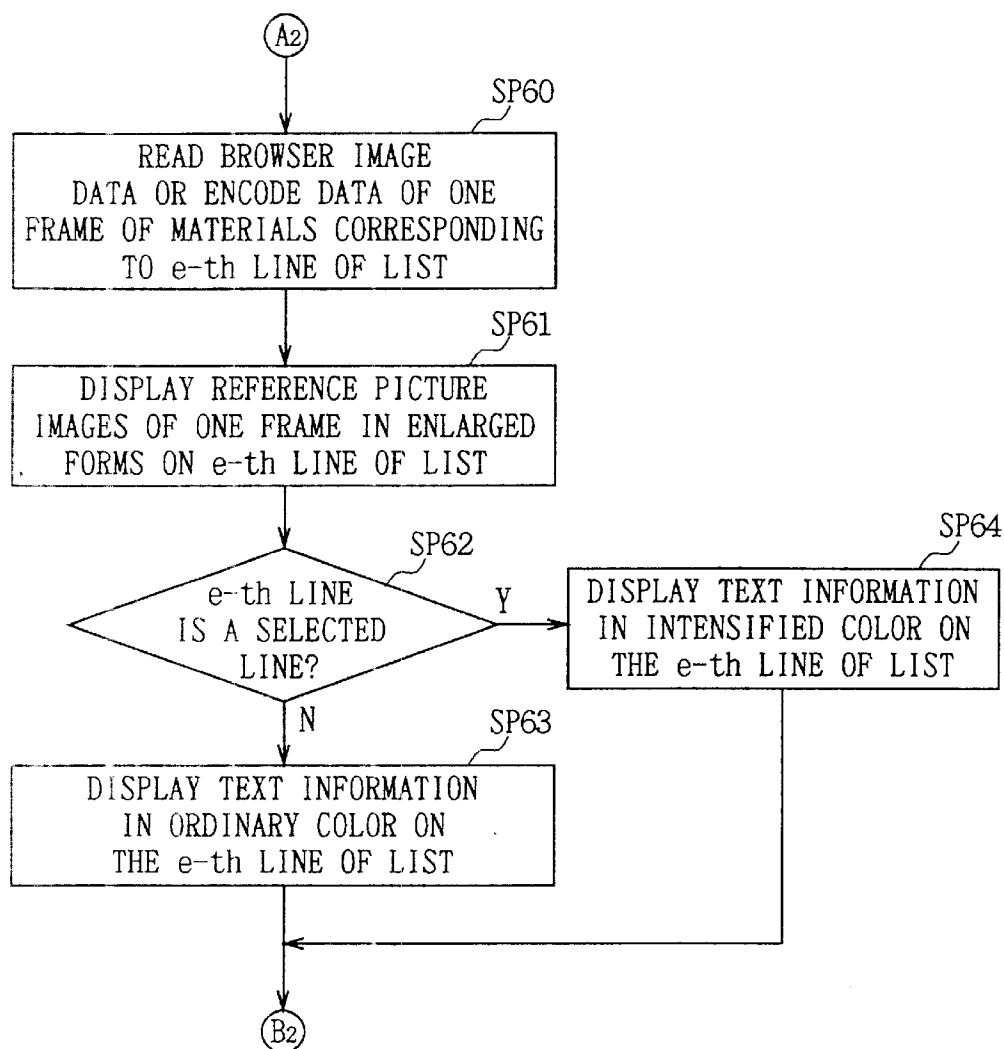 A2
SP60
READ BROWSER IMAGE
DATA OR ENCODE DATA OF ONE
FRAME OF MATERIALS CORRESPONDING
TO e-th LINE OF LIST
SP61
DISPLAY REFERENCE PICTURE
IMAGES OF ONE FRAME IN ENLARGED
FORMS ON e-th LINE OF LIST
SP62
e-th LINE
IS A SELECTED
LINE?
Y
N
SP64
DISPLAY TEXT INFORMATION
IN INTENSIFIED COLOR ON
THE e-th LINE OF LIST
SP63
DISPLAY TEXT INFORMATION
IN ORDINARY COLOR ON
THE e-th LINE OF LIST
B2